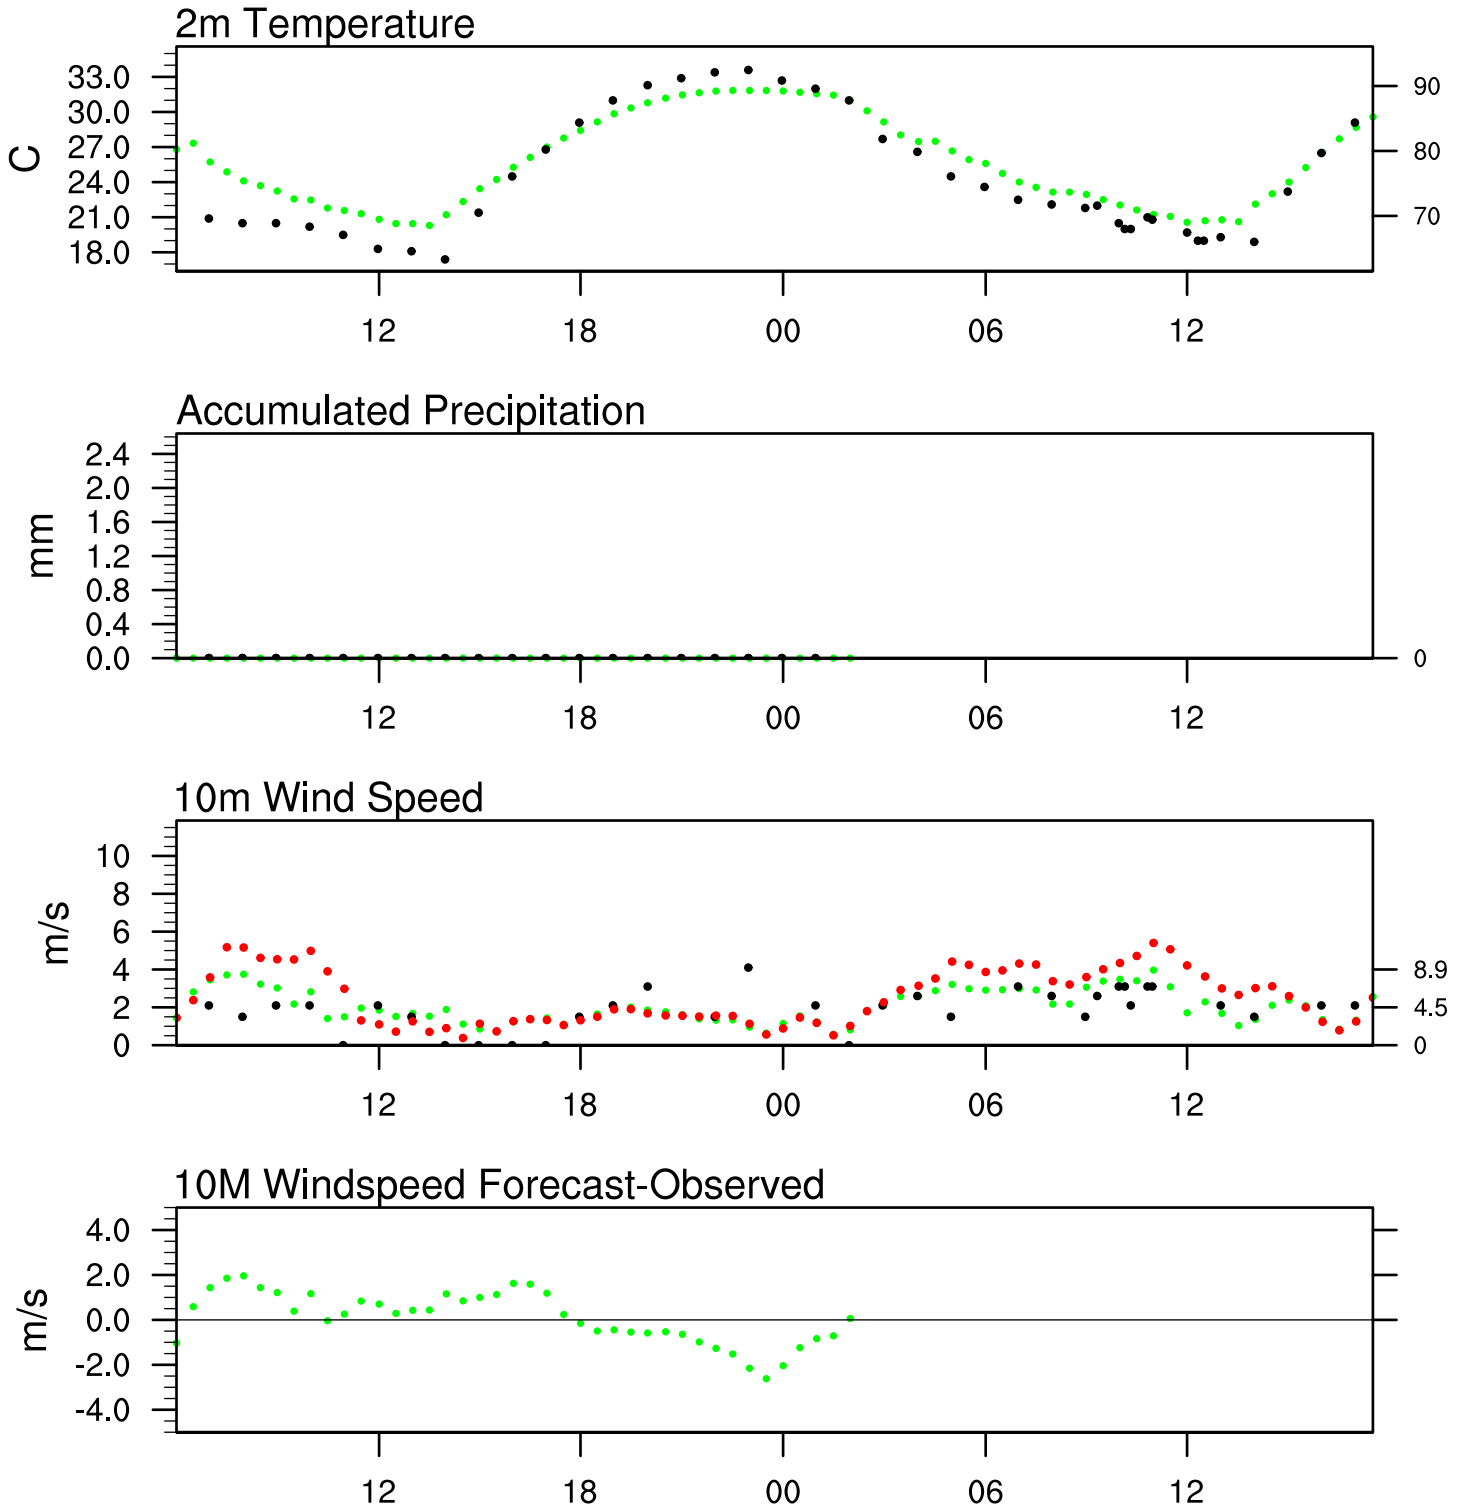 2m Temperature
C
33.0
30.0
27.0
24.0
21.0
18.0
90
80
70
12 18 00 06 12
Accumulated Precipitation
mm
2.4
2.0
1.6
1.2
0.8
0.4
0.0
0
12 18 00 06 12
10m Wind Speed
m/s
10
8
6
4
2
0
8.9
4.5
0
12 18 00 06 12
10M Windspeed Forecast-Observed
m/s
4.0
2.0
0.0
-2.0
-4.0
12 18 00 06 12